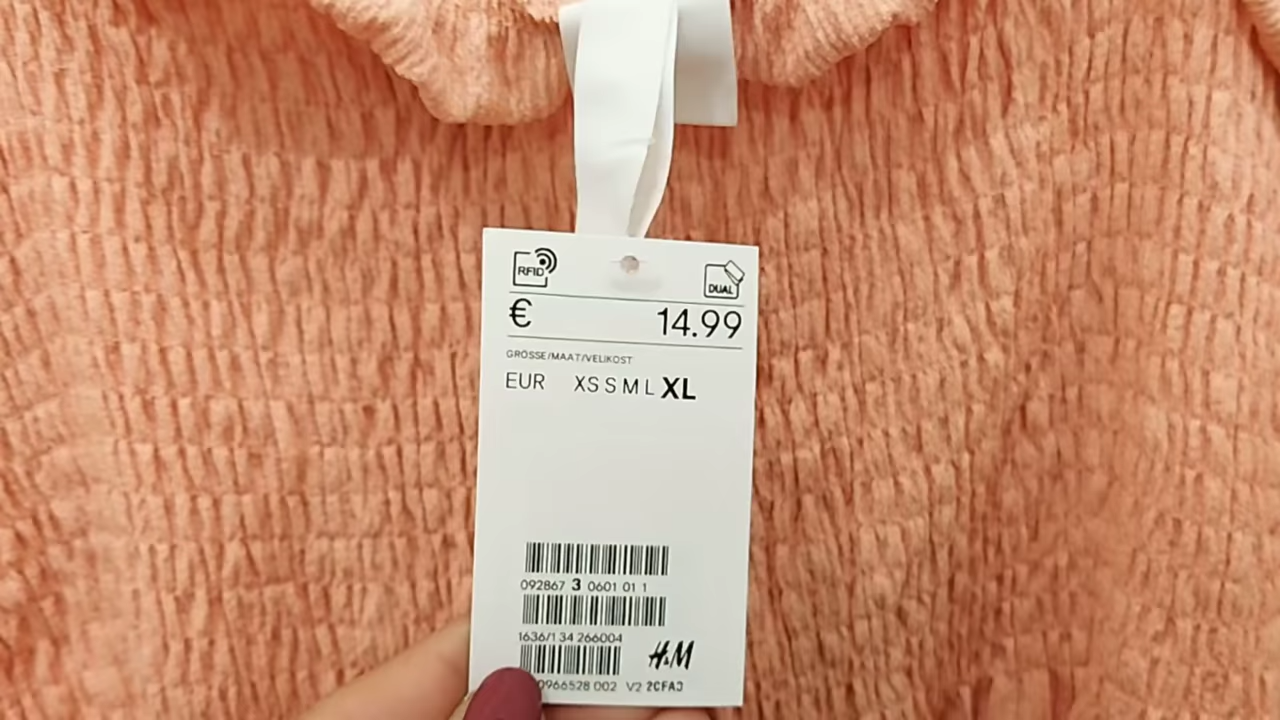 RFID DUAL
€ 14.99
GRÖSSE/MAAT/VELIKOST
EUR XS S M L XL
092867 3 0601 01 1
1636/1 34 266004
H&M
0966528 002 V2 2CFAJ